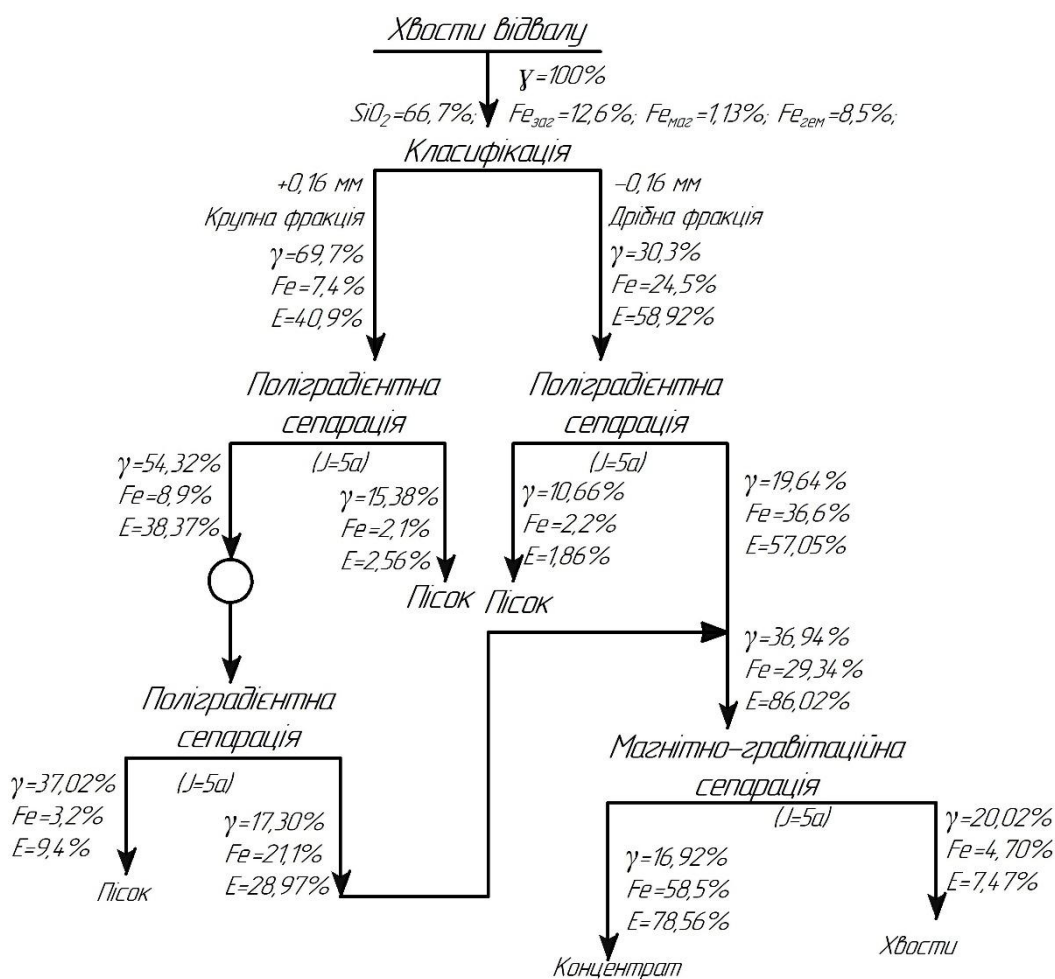 Хвости відвалу
γ=100%
SiO₂=66,7%; Feзаг=12,6%; Feмаг=1,13%; Feгем=8,5%;
Класифікація
+0,16 мм
Крупна фракція
γ=69,7%
Fe=7,4%
E=40,9%
–0,16 мм
Дрібна фракція
γ=30,3%
Fe=24,5%
E=58,92%
Поліградієнтна
сепарація
(J=5а)
Поліградієнтна
сепарація
(J=5а)
γ=54,32%
Fe=8,9%
E=38,37%
γ=15,38%
Fe=2,1%
E=2,56%
Пісок
γ=10,66%
Fe=2,2%
E=1,86%
Пісок
γ=19,64%
Fe=36,6%
E=57,05%
γ=36,94%
Fe=29,34%
E=86,02%
Поліградієнтна
сепарація
(J=5а)
γ=37,02%
Fe=3,2%
E=9,4%
Пісок
γ=17,30%
Fe=21,1%
E=28,97%
Магнітно–гравітаційна
сепарація
(J=5а)
γ=16,92%
Fe=58,5%
E=78,56%
Концентрат
γ=20,02%
Fe=4,70%
E=7,47%
Хвости